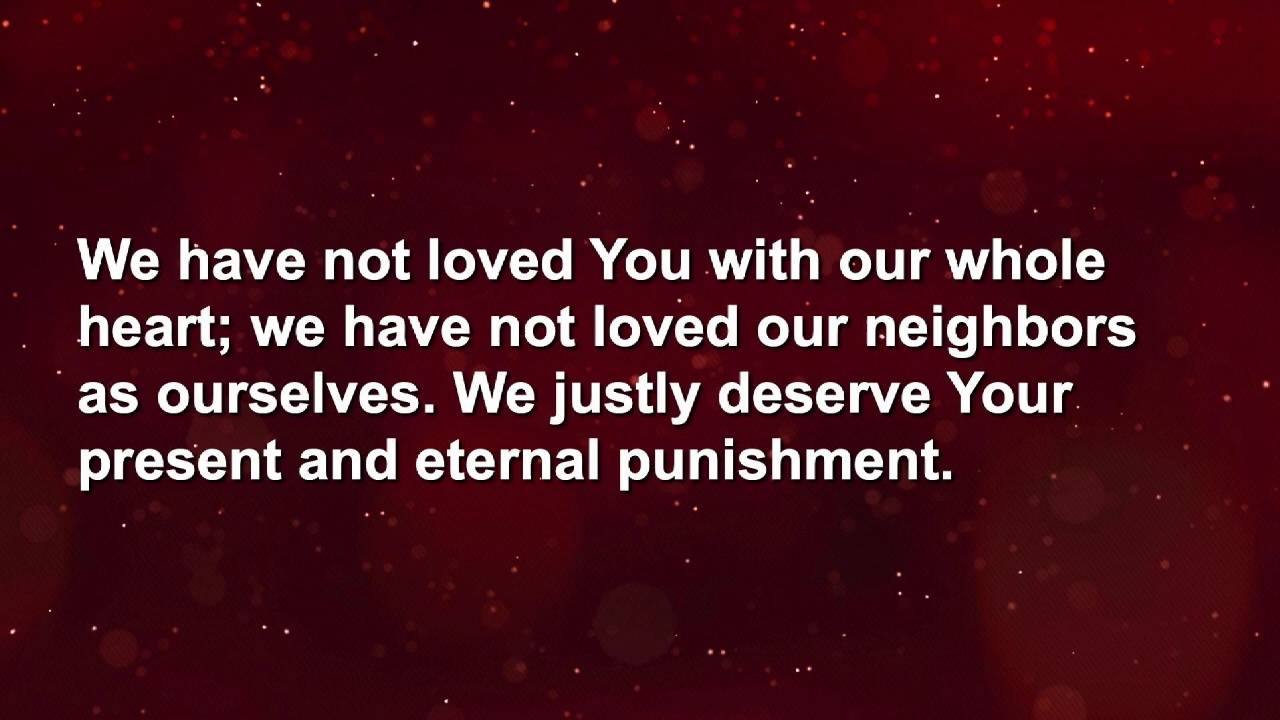 We have not loved You with our whole
heart; we have not loved our neighbors
as ourselves. We justly deserve Your
present and eternal punishment.